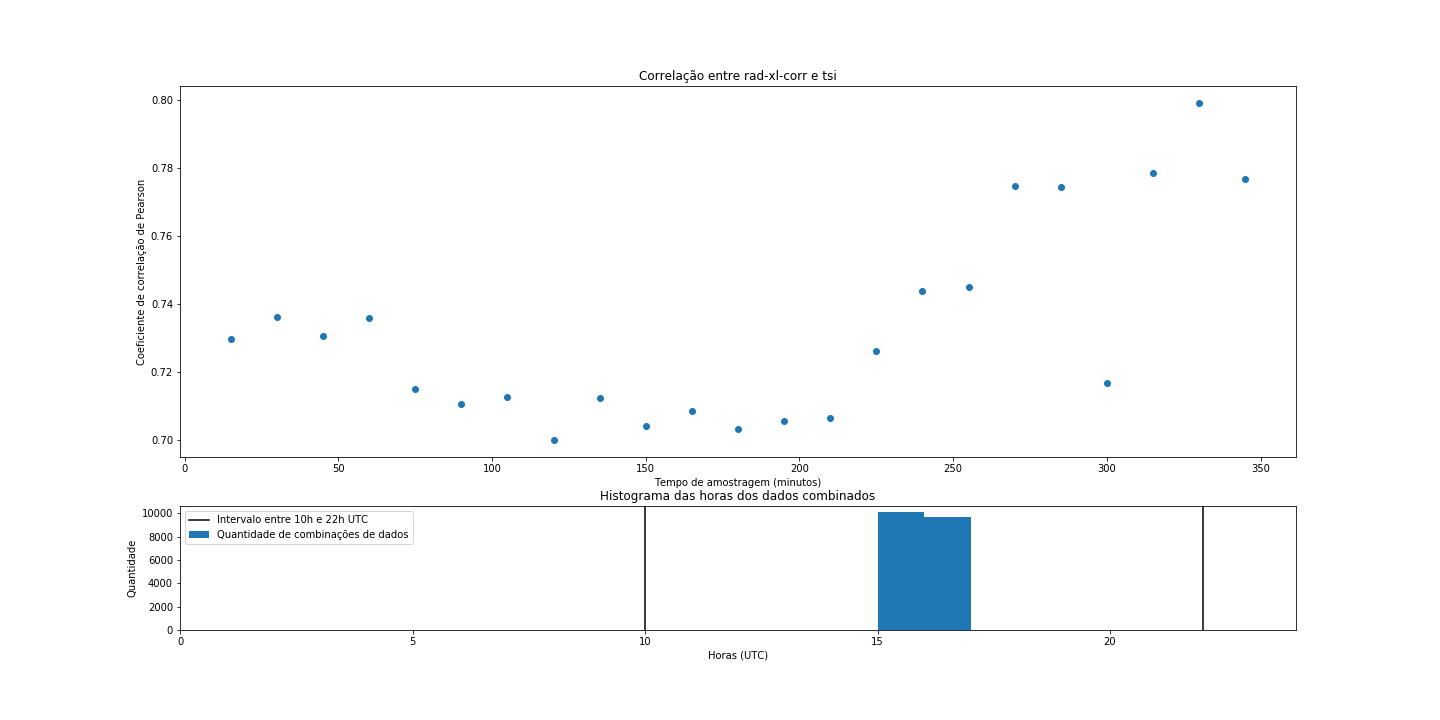 Correlação entre rad-xl-corr e tsi
Coeficiente de correlação de Pearson
0.80
0.78
0.76
0.74
0.72
0.70
0 50 100 150 200 250 300 350
Tempo de amostragem (minutos)
Histograma das horas dos dados combinados
Quantidade
10000
8000
6000
4000
2000
0
Intervalo entre 10h e 22h UTC
Quantidade de combinações de dados
0 5 10 15 20
Horas (UTC)